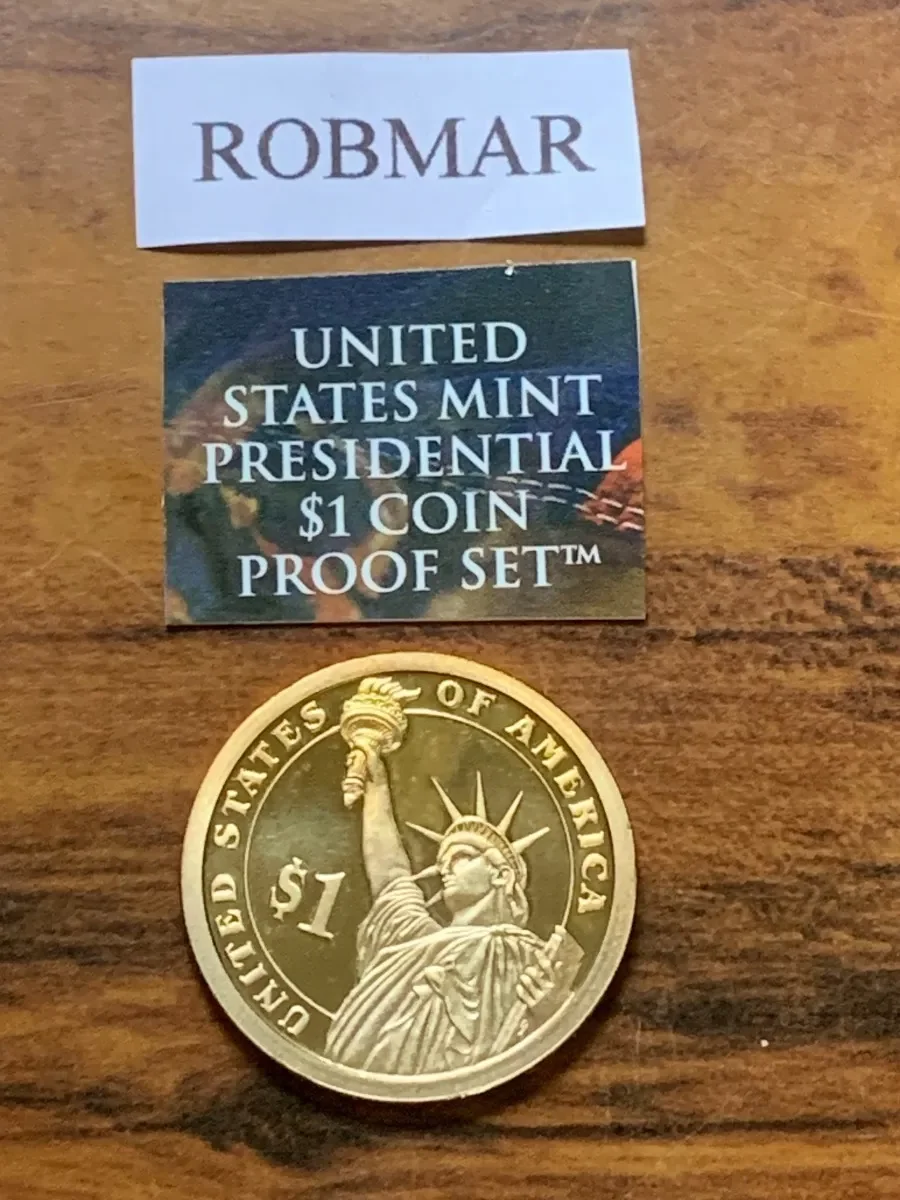 ROBMAR
UNITED
STATES MINT
PRESIDENTIAL
$1 COIN
PROOF SET™
UNITED STATES OF AMERICA
$1